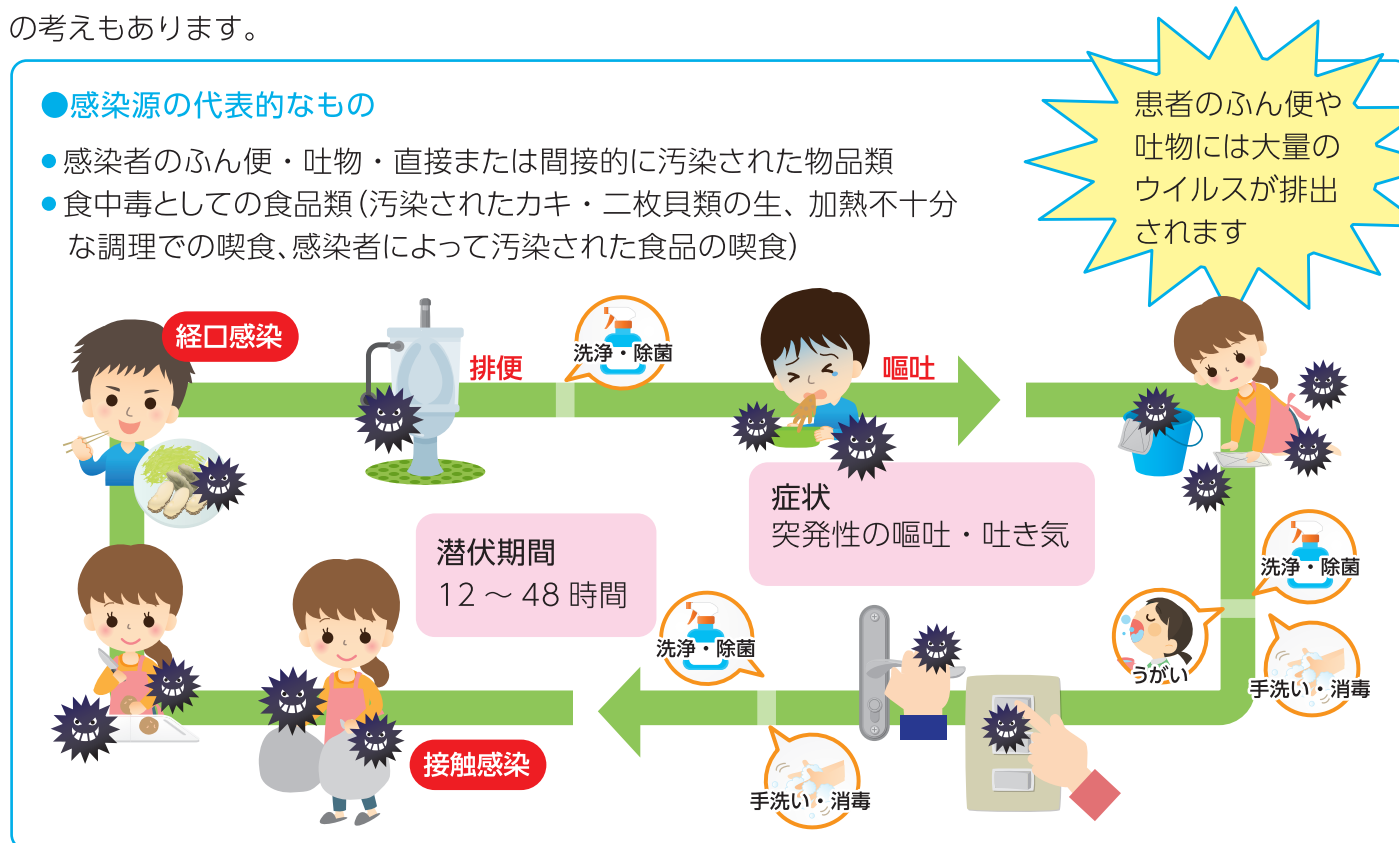 の考えもあります。
●感染源の代表的なもの
● 感染者のふん便・吐物・直接または間接的に汚染された物品類
● 食中毒としての食品類（汚染されたカキ・二枚貝類の生、加熱不十分
な調理での喫食、感染者によって汚染された食品の喫食）
患者のふん便や
吐物には大量の
ウイルスが排出
されます
経口感染
排便
洗浄・除菌
嘔吐
症状
突発性の嘔吐・吐き気
潜伏期間
12 ～ 48 時間
洗浄・除菌
うがい
手洗い・消毒
洗浄・除菌
手洗い・消毒
接触感染